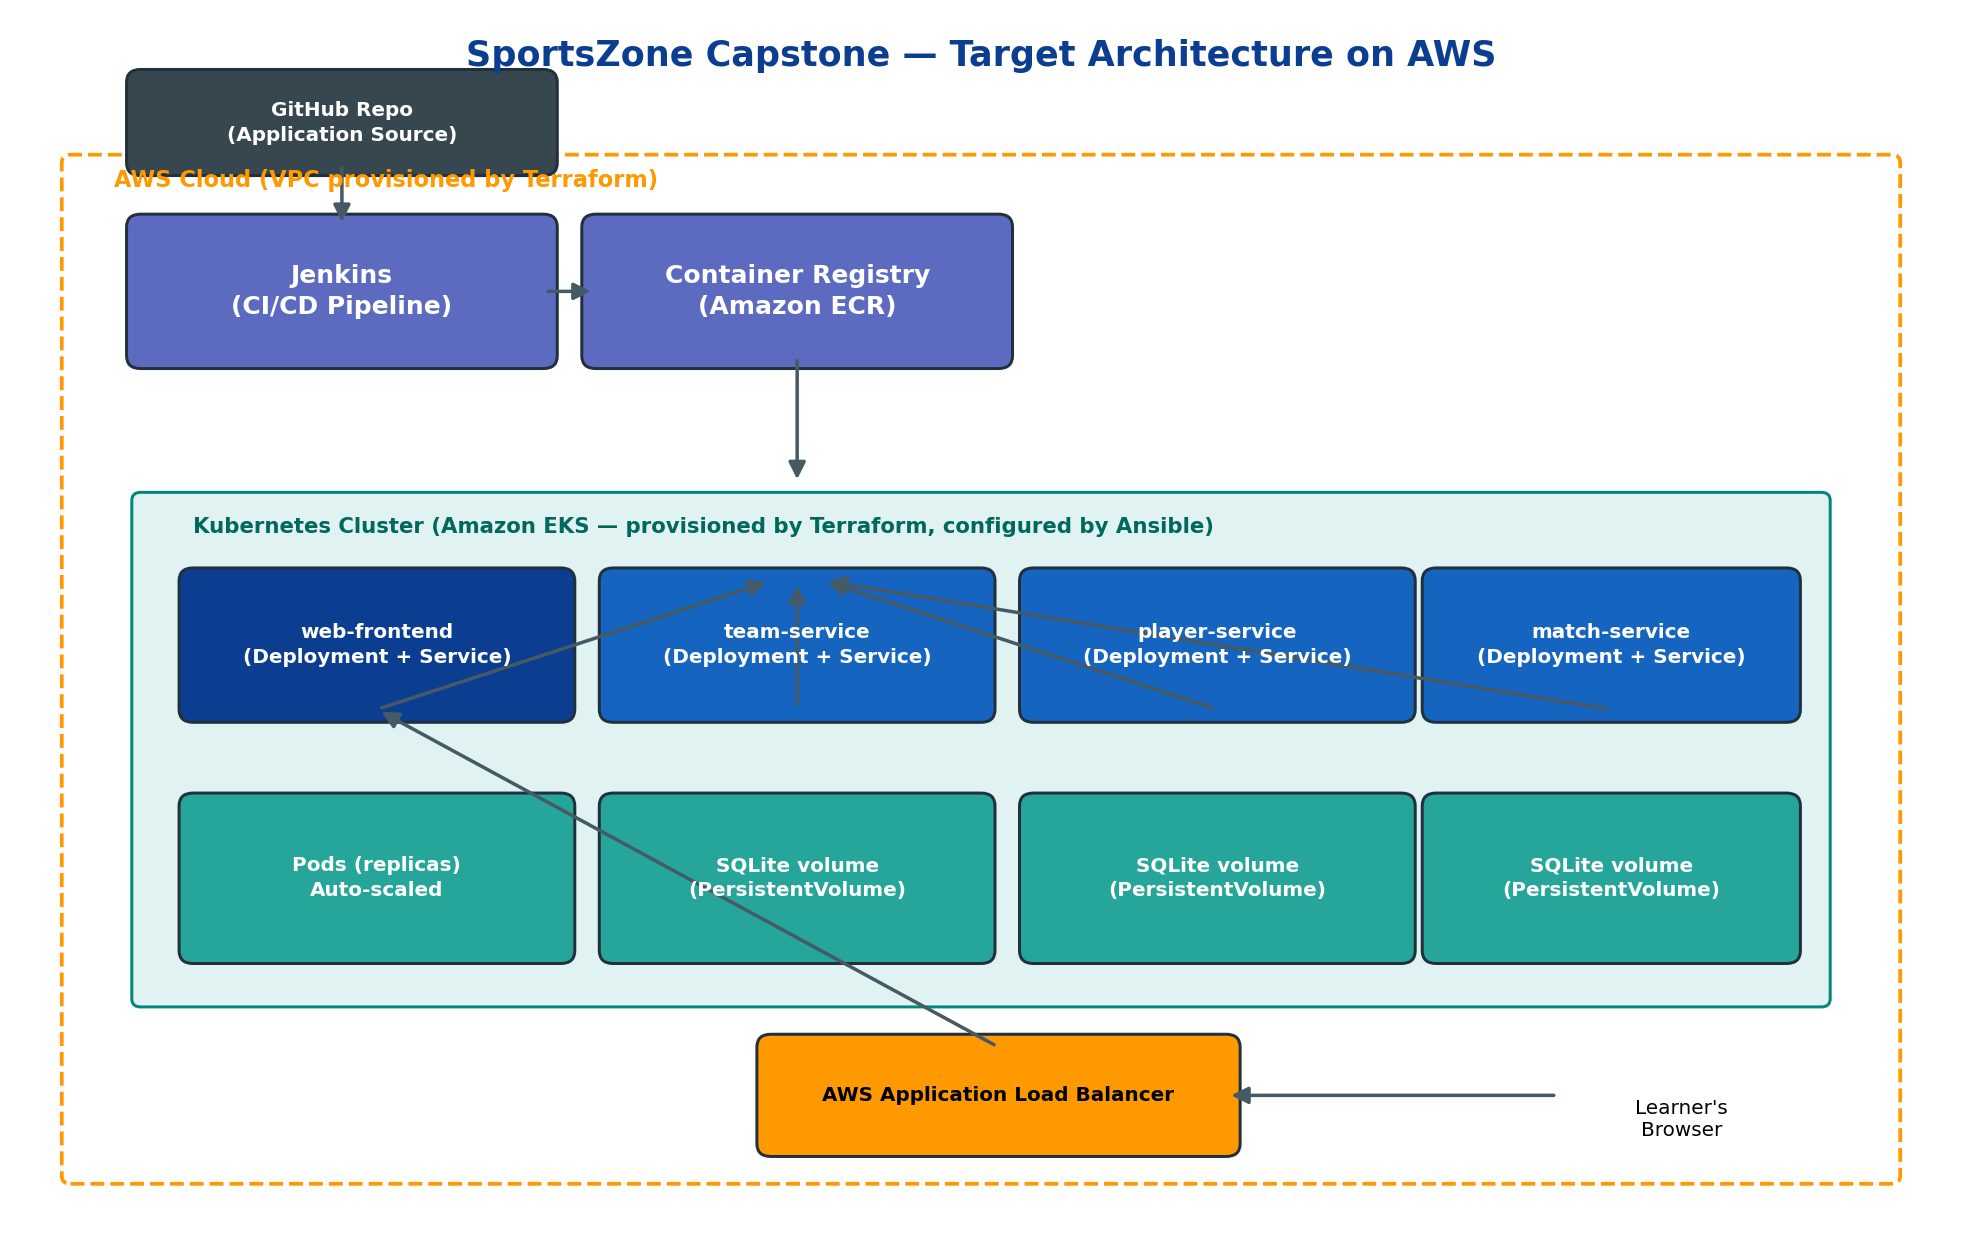 SportsZone Capstone — Target Architecture on AWS
GitHub Repo
(Application Source)
AWS Cloud (VPC provisioned by Terraform)
Jenkins
(CI/CD Pipeline)
Container Registry
(Amazon ECR)
Kubernetes Cluster (Amazon EKS — provisioned by Terraform, configured by Ansible)
web-frontend
(Deployment + Service)
team-service
(Deployment + Service)
player-service
(Deployment + Service)
match-service
(Deployment + Service)
Pods (replicas)
Auto-scaled
SQLite volume
(PersistentVolume)
SQLite volume
(PersistentVolume)
SQLite volume
(PersistentVolume)
AWS Application Load Balancer
Learner's
Browser